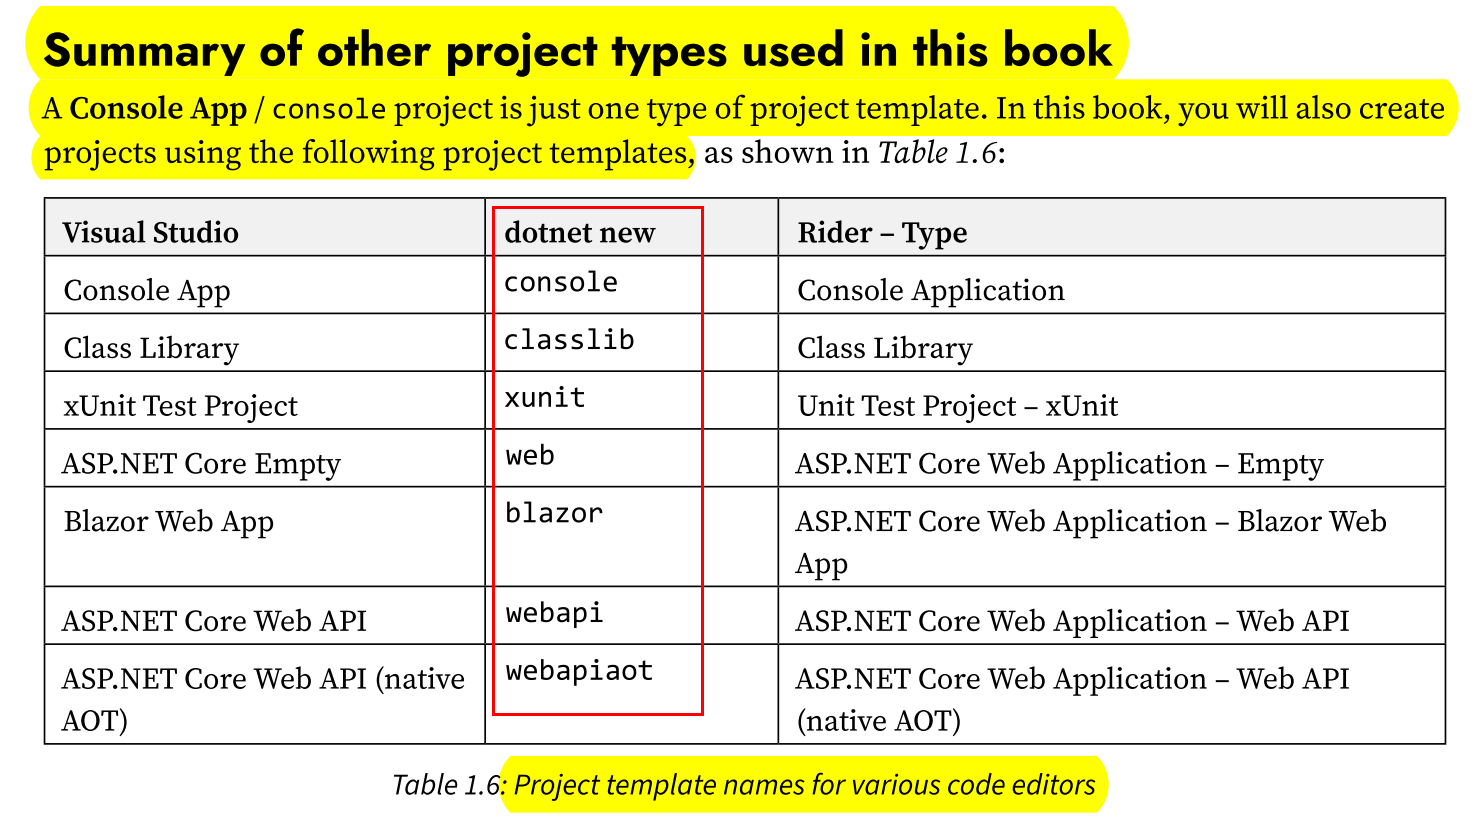 Summary of other project types used in this book
A Console App / console project is just one type of project template. In this book, you will also create
projects using the following project templates, as shown in Table 1.6:
Visual Studio dotnet new Rider – Type
Console App console Console Application
Class Library classlib Class Library
xUnit Test Project xunit Unit Test Project – xUnit
ASP.NET Core Empty web ASP.NET Core Web Application – Empty
Blazor Web App blazor ASP.NET Core Web Application – Blazor Web
App
ASP.NET Core Web API webapi ASP.NET Core Web Application – Web API
ASP.NET Core Web API (native webapiaot ASP.NET Core Web Application – Web API
AOT) (native AOT)
Table 1.6: Project template names for various code editors